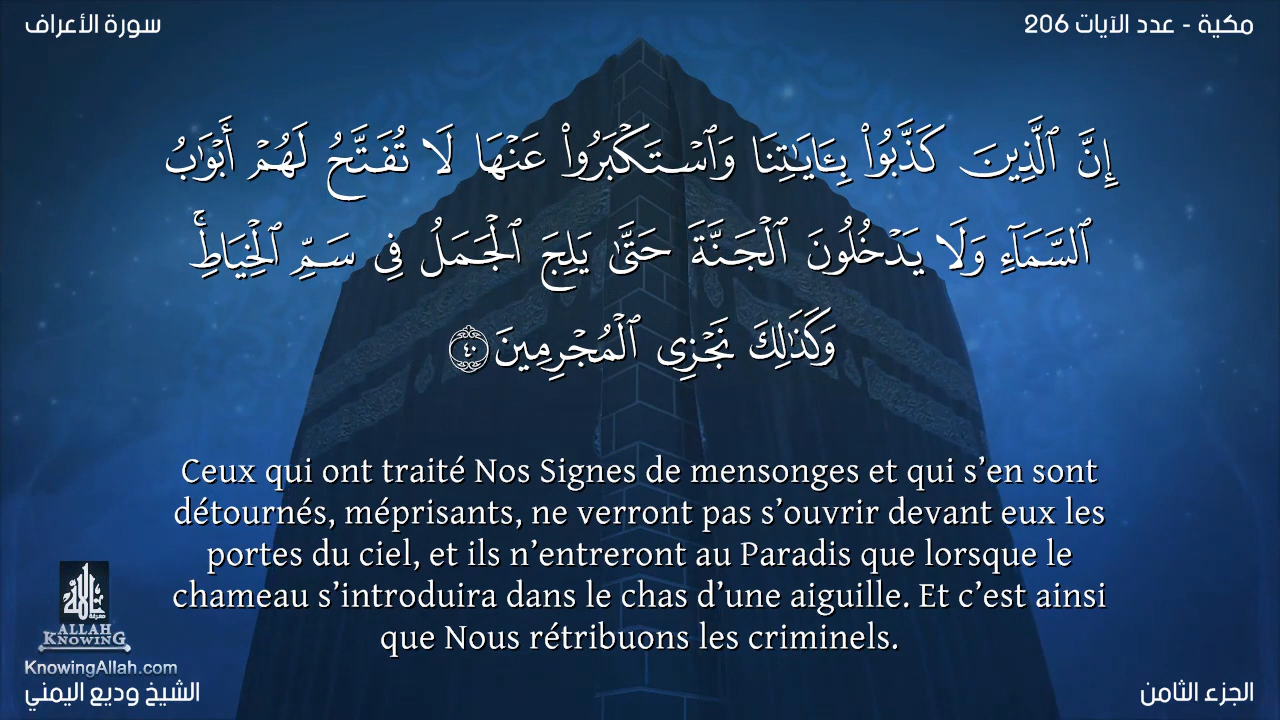 سورة الأعراف
مكية - عدد الآيات 206
إِنَّ ٱلَّذِينَ كَذَّبُوا۟ بِـَٔايَـٰتِنَا وَٱسْتَكْبَرُوا۟ عَنْهَا لَا تُفَتَّحُ لَهُمْ أَبْوَٰبُ
ٱلسَّمَآءِ وَلَا يَدْخُلُونَ ٱلْجَنَّةَ حَتَّىٰ يَلِجَ ٱلْجَمَلُ فِى سَمِّ ٱلْخِيَاطِ ۚ
وَكَذَٰلِكَ نَجْزِى ٱلْمُجْرِمِينَ ٤٠
Ceux qui ont traité Nos Signes de mensonges et qui s’en sont
détournés, méprisants, ne verront pas s’ouvrir devant eux les
portes du ciel, et ils n’entreront au Paradis que lorsque le
chameau s’introduira dans le chas d’une aiguille. Et c’est ainsi
que Nous rétribuons les criminels.
ALLAH
KNOWING
KnowingAllah.com
الشيخ وديع اليمني
الجزء الثامن